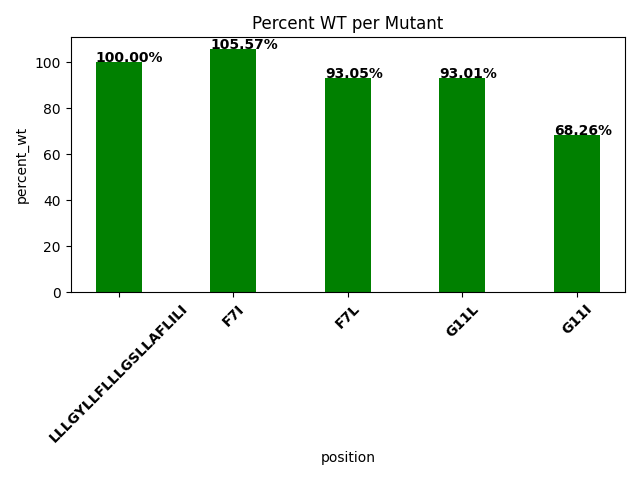 Percent WT per Mutant
percent_wt
100
80
60
40
20
0
100.00%
105.57%
93.05%
93.01%
68.26%
LLLGYLLFLLLGSLLAFLILI
F7I
F7L
G11L
G11I
position